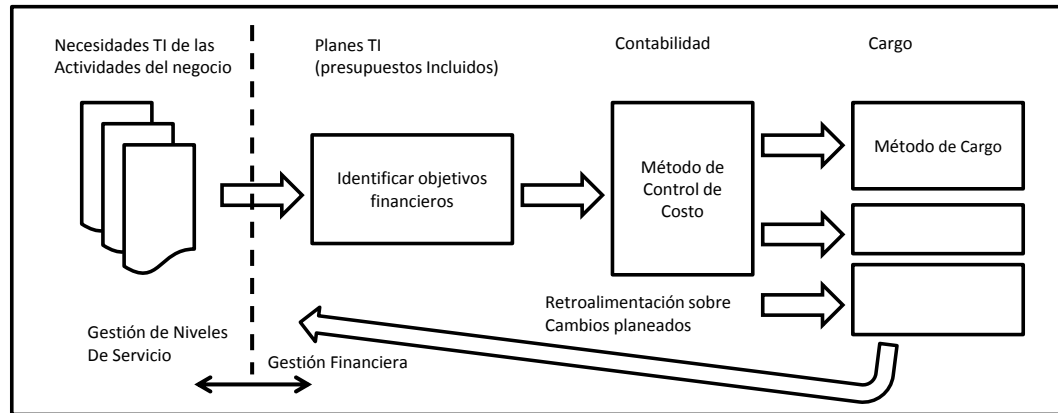 Necesidades TI de las
Actividades del negocio
Planes TI
(presupuestos Incluidos)
Contabilidad
Cargo
Identificar objetivos
financieros
Método de
Control de
Costo
Método de Cargo
Retroalimentación sobre
Cambios planeados
Gestión de Niveles
De Servicio
Gestión Financiera